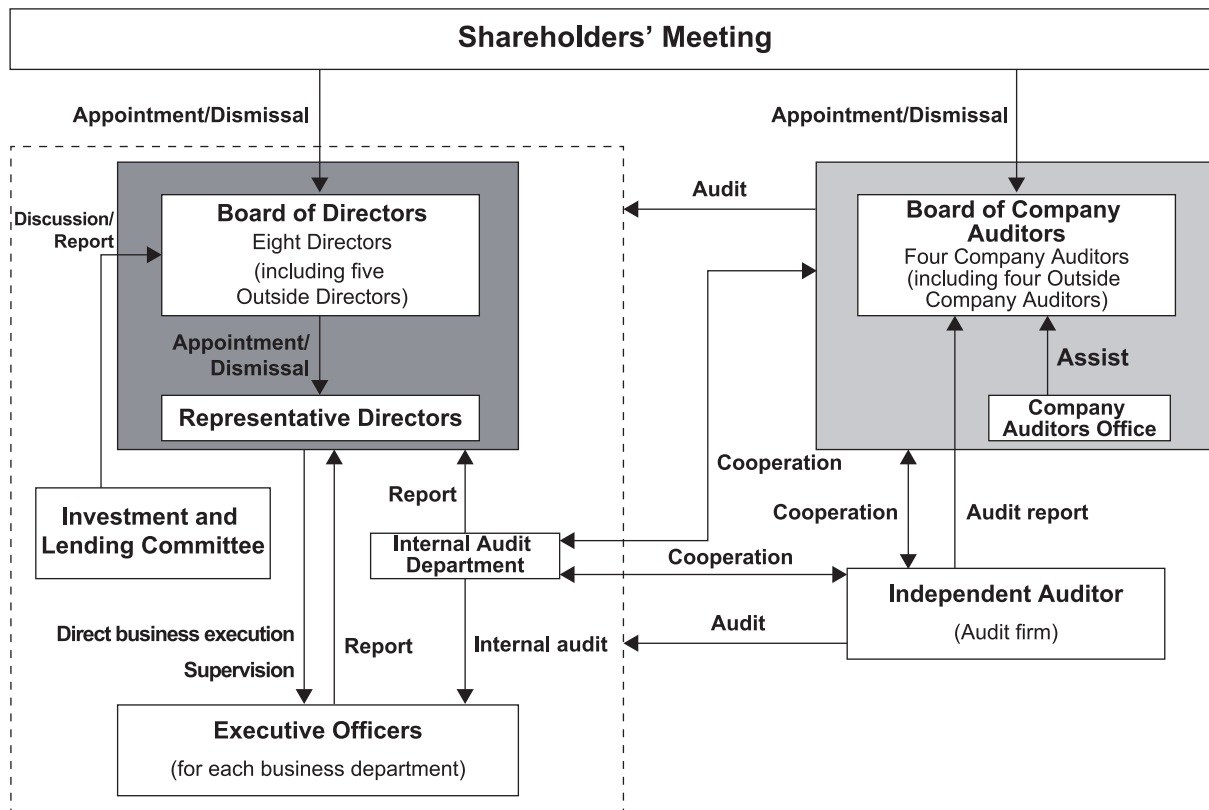 Shareholders' Meeting
Appointment/Dismissal
Appointment/Dismissal
Board of Directors
Eight Directors
(including five
Outside Directors)
Discussion/
Report
Audit
Board of Company
Auditors
Four Company Auditors
(including four Outside
Company Auditors)
Appointment/
Dismissal
Assist
Representative Directors
Company
Auditors Office
Cooperation
Report
Investment and
Lending Committee
Cooperation
Audit report
Internal Audit
Department
Cooperation
Independent Auditor
(Audit firm)
Direct business execution
Supervision
Report
Internal audit
Audit
Executive Officers
(for each business department)